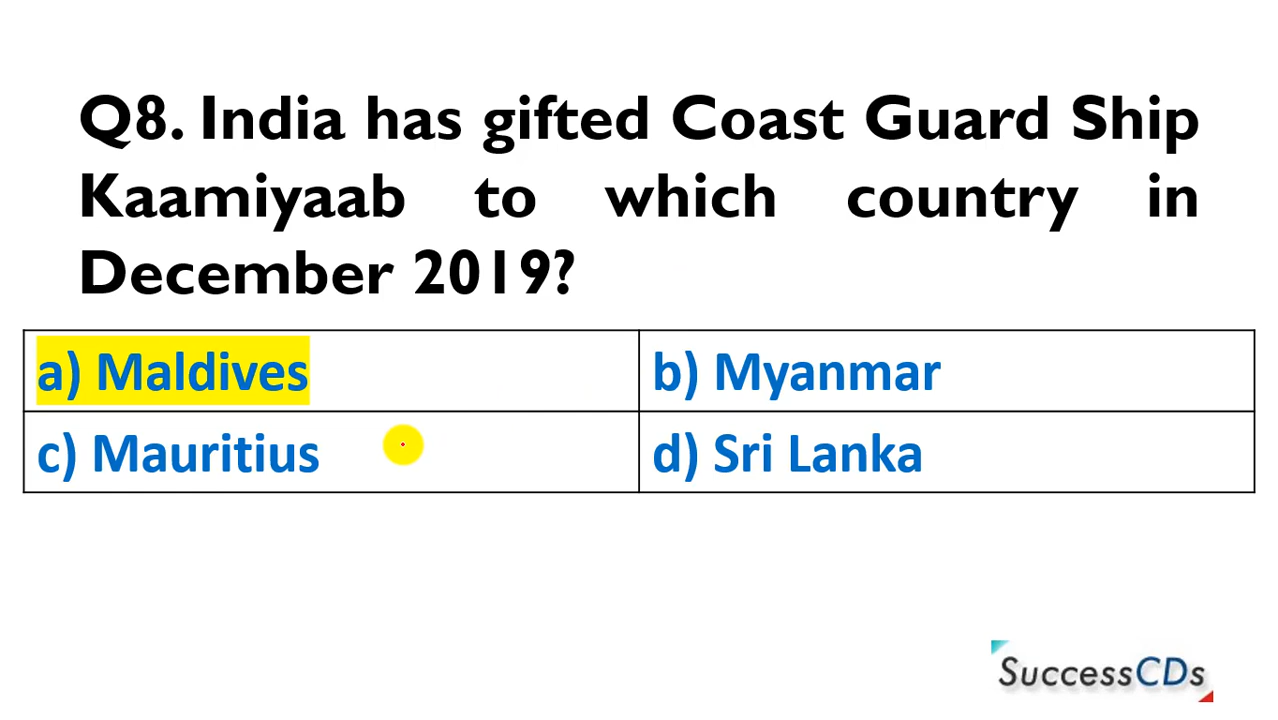 Q8. India has gifted Coast Guard Ship
Kaamiyaab to which country in
December 2019?
a) Maldives
b) Myanmar
c) Mauritius
d) Sri Lanka
SuccessCDs